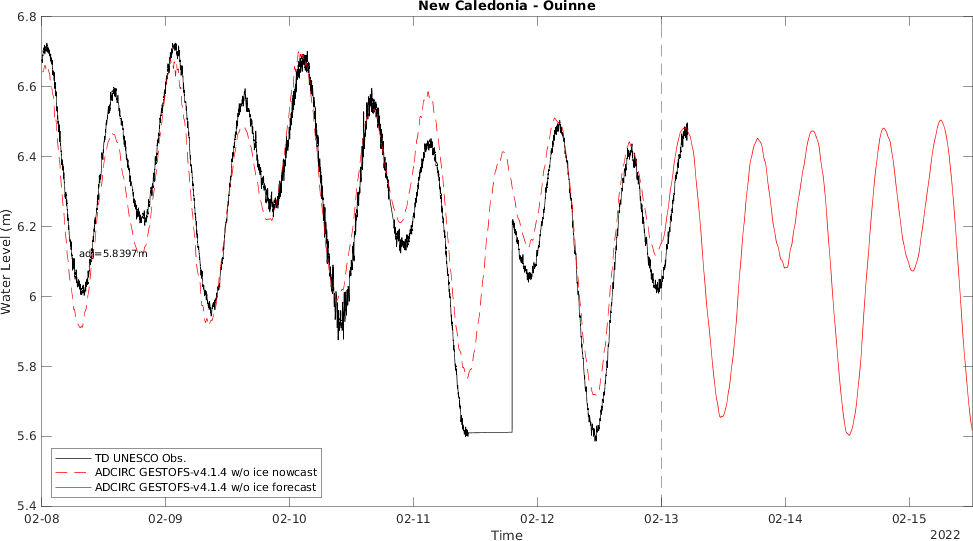 New Caledonia - Ouinne
6.8
6.6
6.4
6.2
6
5.8
5.6
5.4
Water Level (m)
adj=5.8397m
TD UNESCO Obs.
ADCIRC GESTOFS-v4.1.4 w/o ice nowcast
ADCIRC GESTOFS-v4.1.4 w/o ice forecast
02-08 02-09 02-10 02-11 02-12 02-13 02-14 02-15
Time
2022